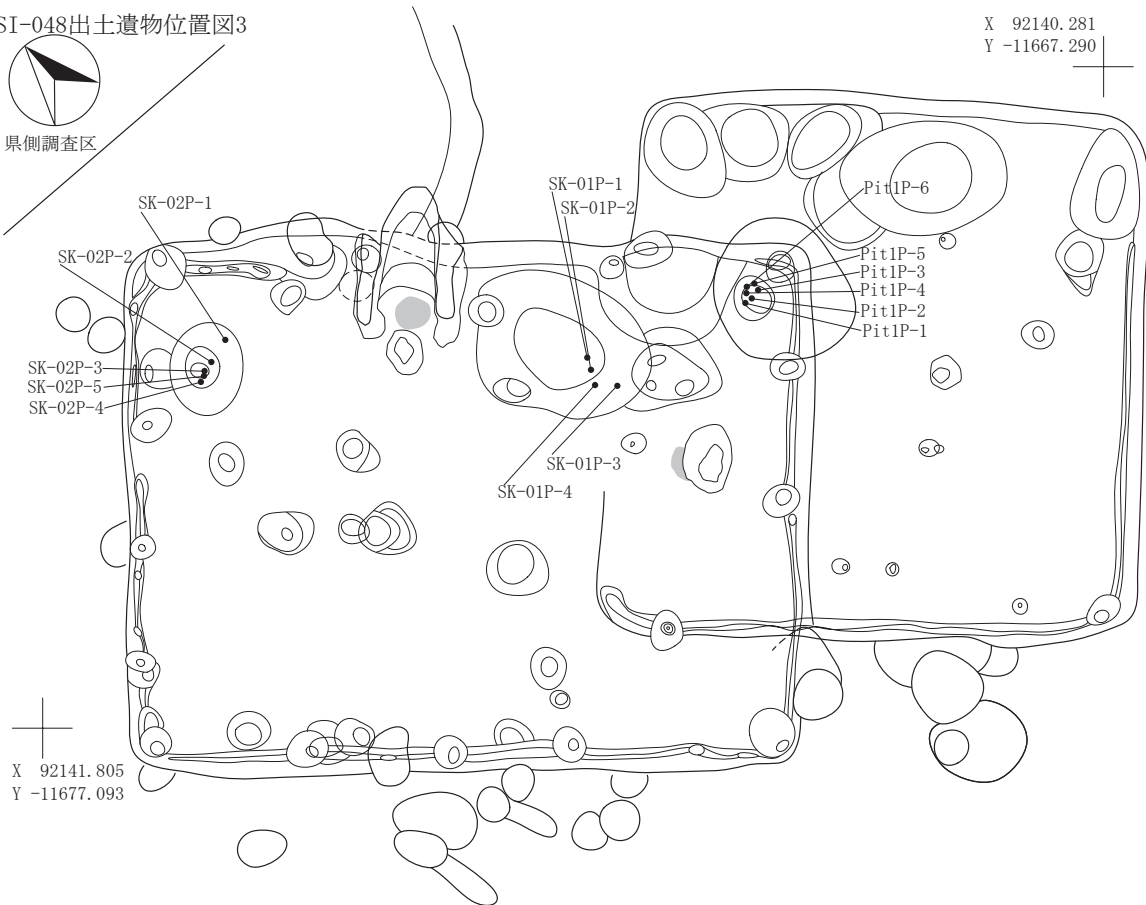 SI-048出土遺物位置図3
県側調査区
X 92140.281
Y -11667.290
SK-02P-1
SK-02P-2
SK-02P-3
SK-02P-5
SK-02P-4
SK-01P-1
SK-01P-2
SK-01P-3
SK-01P-4
Pit1P-6
Pit1P-5
Pit1P-3
Pit1P-4
Pit1P-2
Pit1P-1
X 92141.805
Y -11677.093